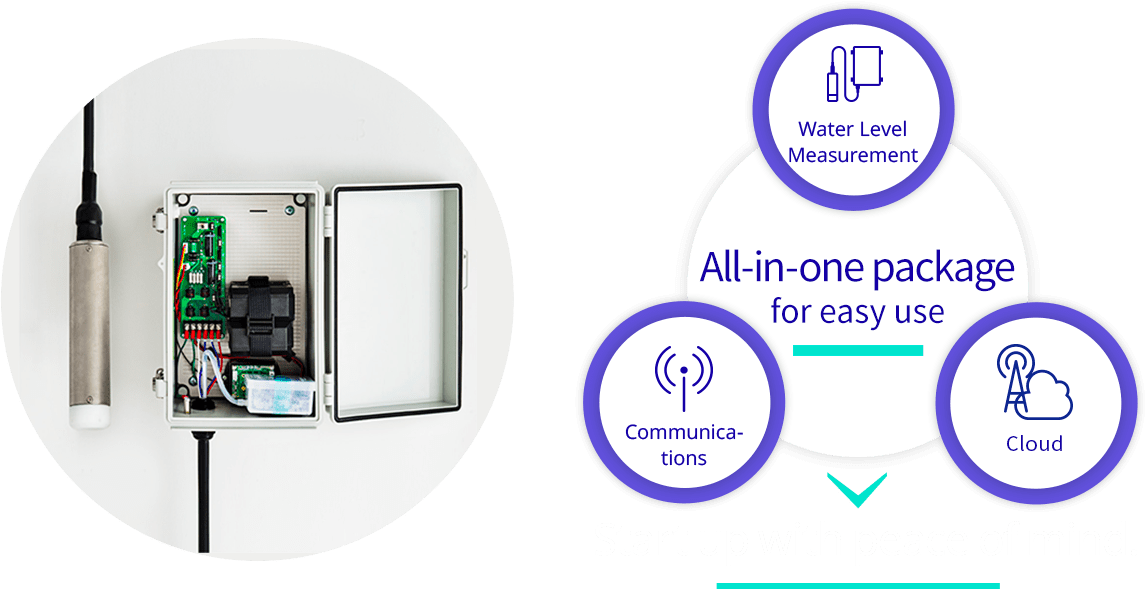 Water Level
Measurement
All-in-one package
for easy use
Communica-
tions
Cloud